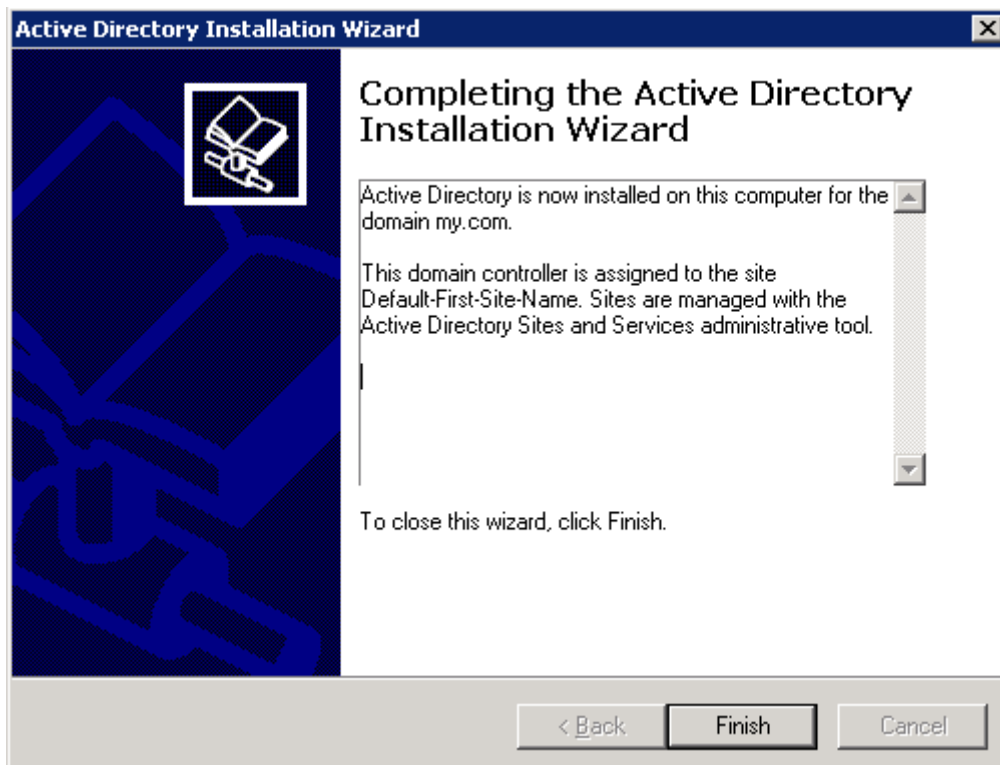 Active Directory Installation Wizard
Completing the Active Directory
Installation Wizard
Active Directory is now installed on this computer for the
domain my.com.
This domain controller is assigned to the site
Default-First-Site-Name. Sites are managed with the
Active Directory Sites and Services administrative tool.
To close this wizard, click Finish.
< Back
Finish
Cancel